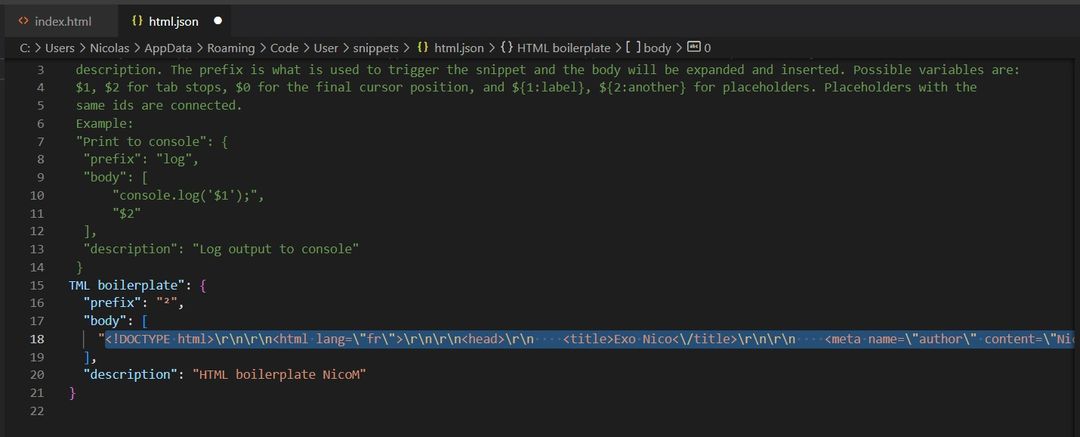 <> index.html {} html.json ●
C: > Users > Nicolas > AppData > Roaming > Code > User > snippets > {} html.json > {} HTML boilerplate > [ ] body > abc 0
3 description. The prefix is what is used to trigger the snippet and the body will be expanded and inserted. Possible variables are:
4 $1, $2 for tab stops, $0 for the final cursor position, and ${1:label}, ${2:another} for placeholders. Placeholders with the
5 same ids are connected.
6 Example:
7 "Print to console": {
8 "prefix": "log",
9 "body": [
10 "console.log('$1');",
11 "$2"
12 ],
13 "description": "Log output to console"
14 }
15 TML boilerplate": {
16 "prefix": "²",
17 "body": [
18 "<!DOCTYPE html>\r\n\r\n<html lang=\"fr\">\r\n\r\n<head>\r\n    <title>Exo Nico<\/title>\r\n\r\n    <meta name=\"author\" content=\"Nic
19 ],
20 "description": "HTML boilerplate NicoM"
21 }
22